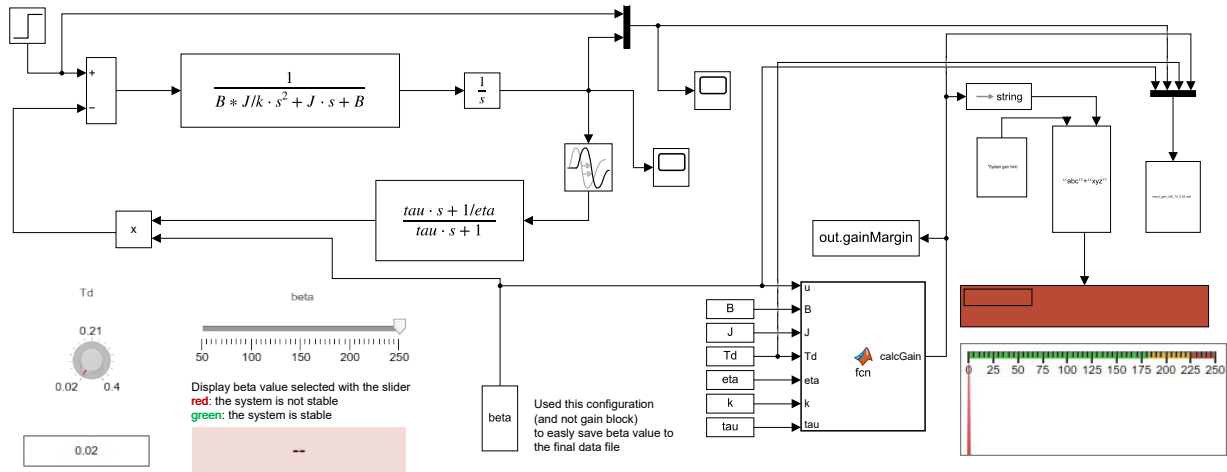 +
−
1
B * J/k · s² + J · s + B
1
s
string
"System gain limit:
"abc"+"xyz"
tau · s + 1/eta
tau · s + 1
x
out.gainMargin
u
B
B
J
J
Td
Td
eta
eta
k
k
tau
tau
fcn
calcGain
beta
Used this configuration
(and not gain block)
to easly save beta value to
the final data file
Td
0.21
0.02
0.4
0.02
beta
50 100 150 200 250
Display beta value selected with the slider
red: the system is not stable
green: the system is stable
--
0 25 50 75 100 125 150 175 200 225 250